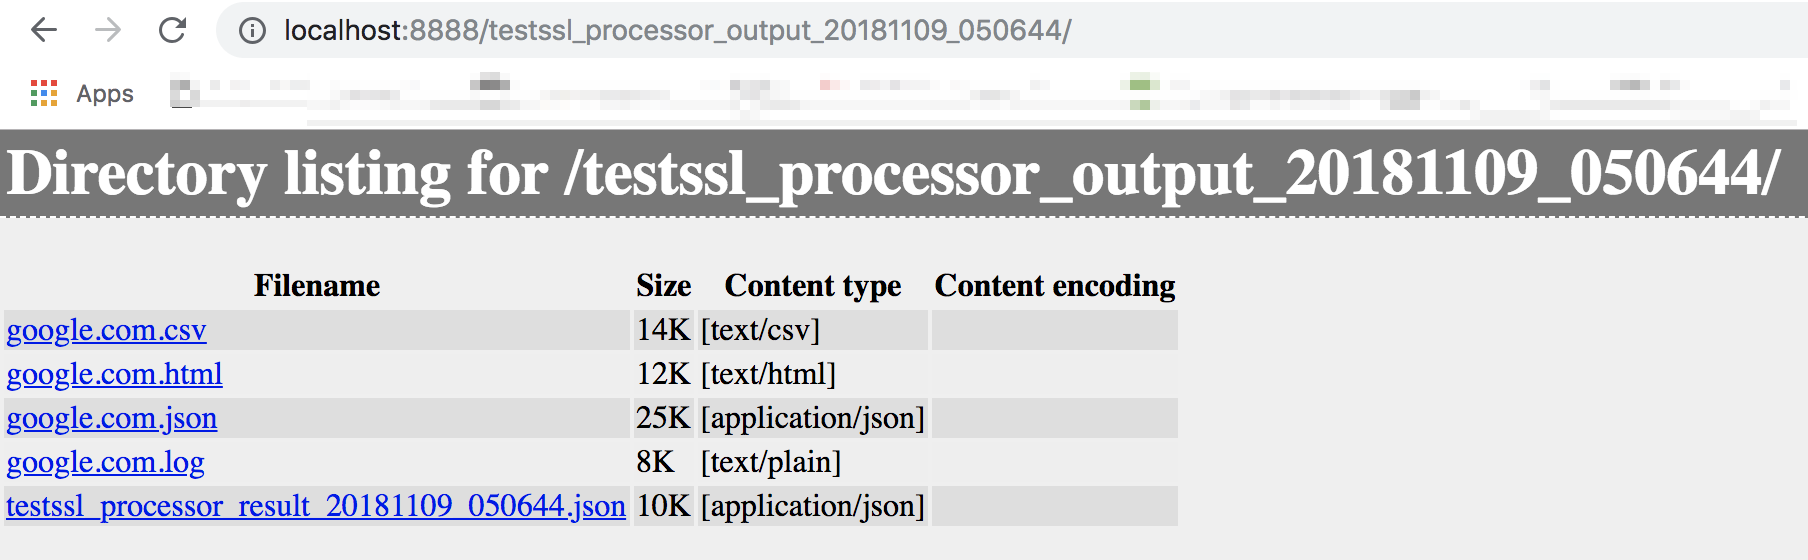 localhost:8888/testssl_processor_output_20181109_050644/
Apps
Directory listing for /testssl_processor_output_20181109_050644/
Filename Size Content type Content encoding
google.com.csv 14K [text/csv]
google.com.html 12K [text/html]
google.com.json 25K [application/json]
google.com.log 8K [text/plain]
testssl_processor_result_20181109_050644.json 10K [application/json]